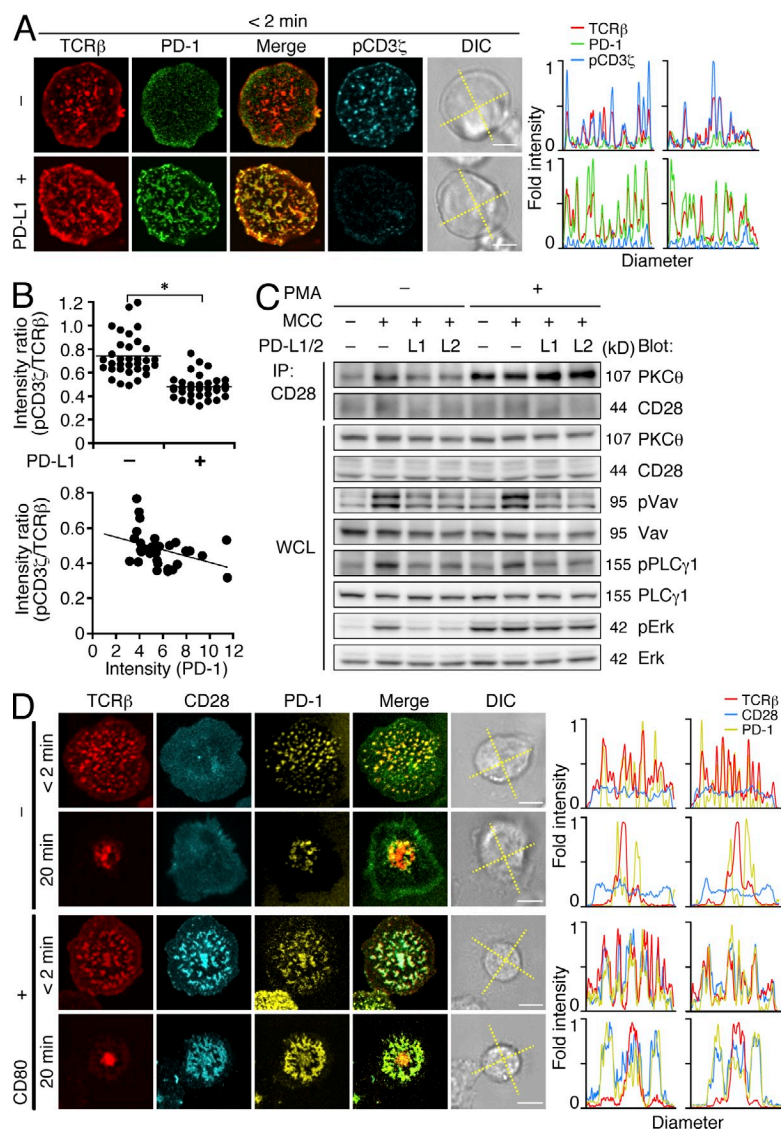 A
< 2 min
TCRβ PD-1 Merge pCD3ζ DIC
TCRβ
PD-1
pCD3ζ
−
+
PD-L1
1
0
1
0
Fold intensity
Diameter
B
*
1.2
1.0
0.8
0.6
0.4
0.2
0
Intensity ratio
(pCD3ζ/TCRβ)
PD-L1 − +
0.8
0.6
0.4
0.2
0
Intensity ratio
(pCD3ζ/TCRβ)
0 2 4 6 8 10 12
Intensity (PD-1)
C
PMA − +
MCC − + + + − + + +
PD-L1/2 − − L1 L2 − − L1 L2 (kD) Blot:
IP:
CD28
107 PKCθ
44 CD28
WCL
107 PKCθ
44 CD28
95 pVav
95 Vav
155 pPLCγ1
155 PLCγ1
42 pErk
42 Erk
D
TCRβ CD28 PD-1 Merge DIC
TCRβ
CD28
PD-1
−
< 2 min
20 min
+
CD80
< 2 min
20 min
1
0
1
0
Fold intensity
1
0
1
0
Fold intensity
Diameter